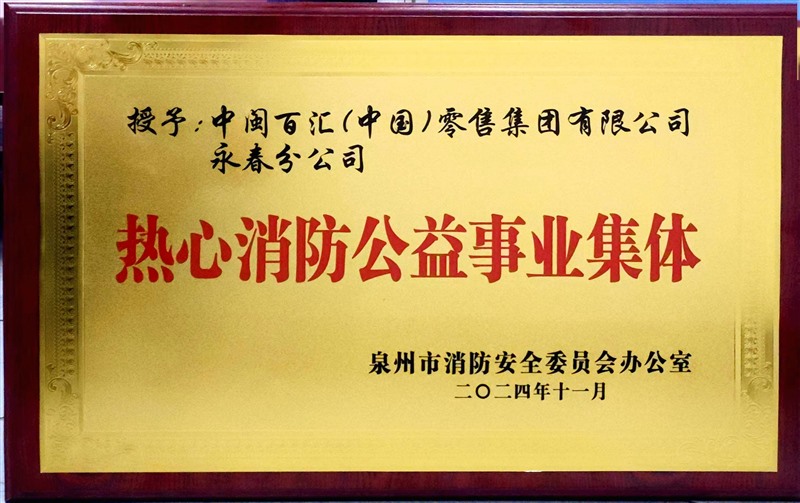 授予：中闽百汇（中国）零售集团有限公司
永春分公司
热心消防公益事业集体
泉州市消防安全委员会办公室
二〇二四年十一月